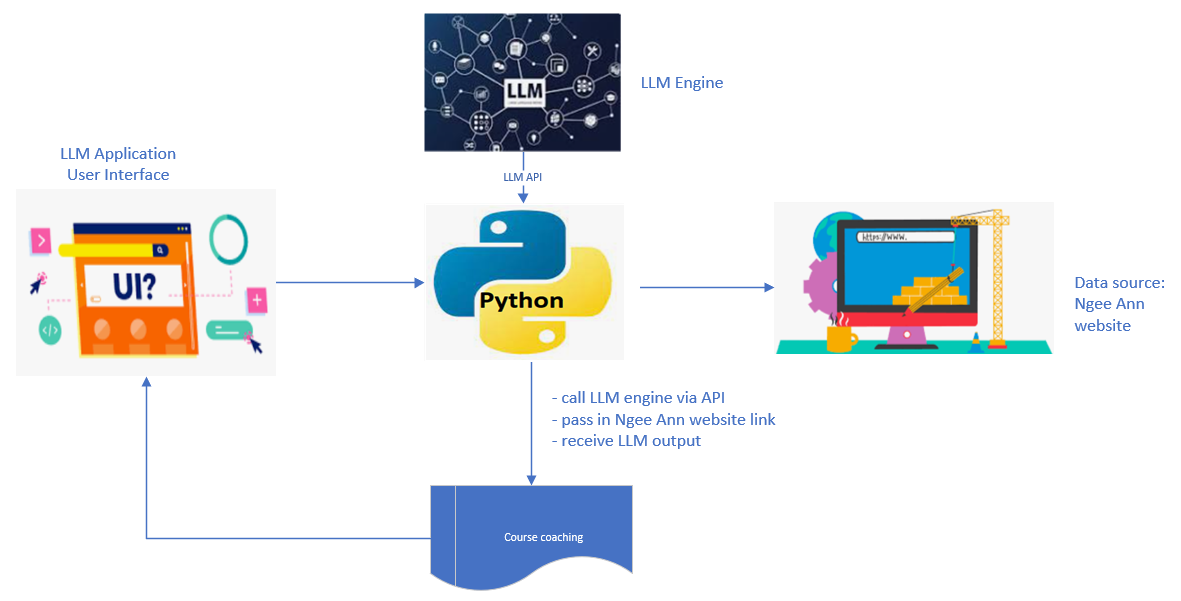 LLM
LLM Engine
LLM API
LLM Application
User Interface
UI?
Python
https://www.
Data source:
Ngee Ann
website
- call LLM engine via API
- pass in Ngee Ann website link
- receive LLM output
Course coaching